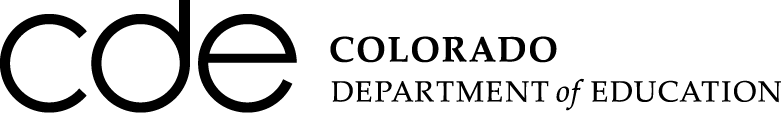 cde
COLORADO
DEPARTMENT of EDUCATION